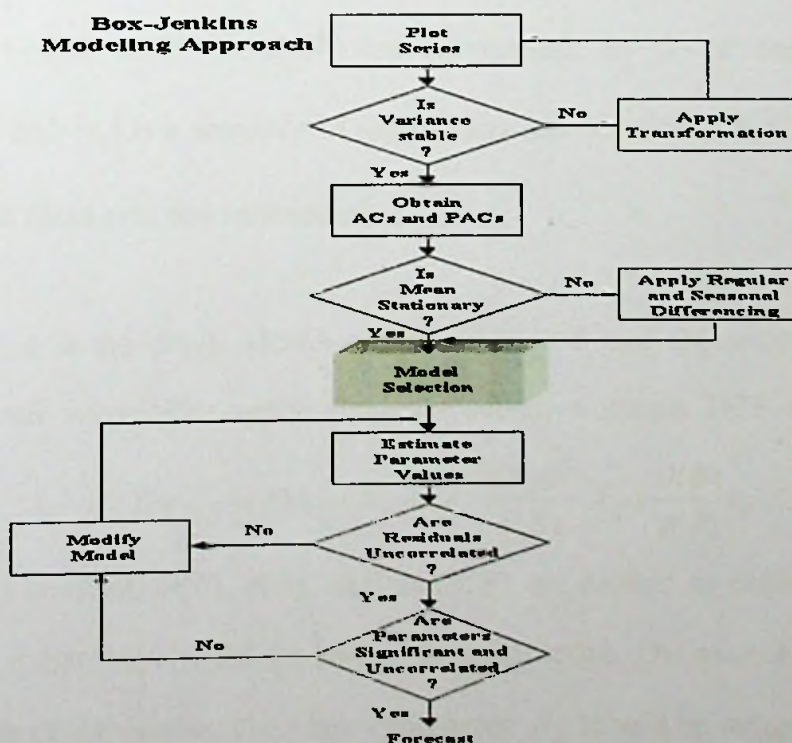 Box-Jenkins
Modeling Approach
Plot
Series
Is
Variance
stable
?
No
Apply
Transformation
Yes
Obtain
ACs and PACs
Is
Mean
Stationary
?
No
Apply Regular
and Seasonal
Differencing
Yes
Model
Selection
Estimate
Parameter
Values
Are
Residuals
Uncorrelated
?
No
Modify
Model
Yes
Are
Parameters
Significant and
Uncorrelated
?
No
Yes
Forecast